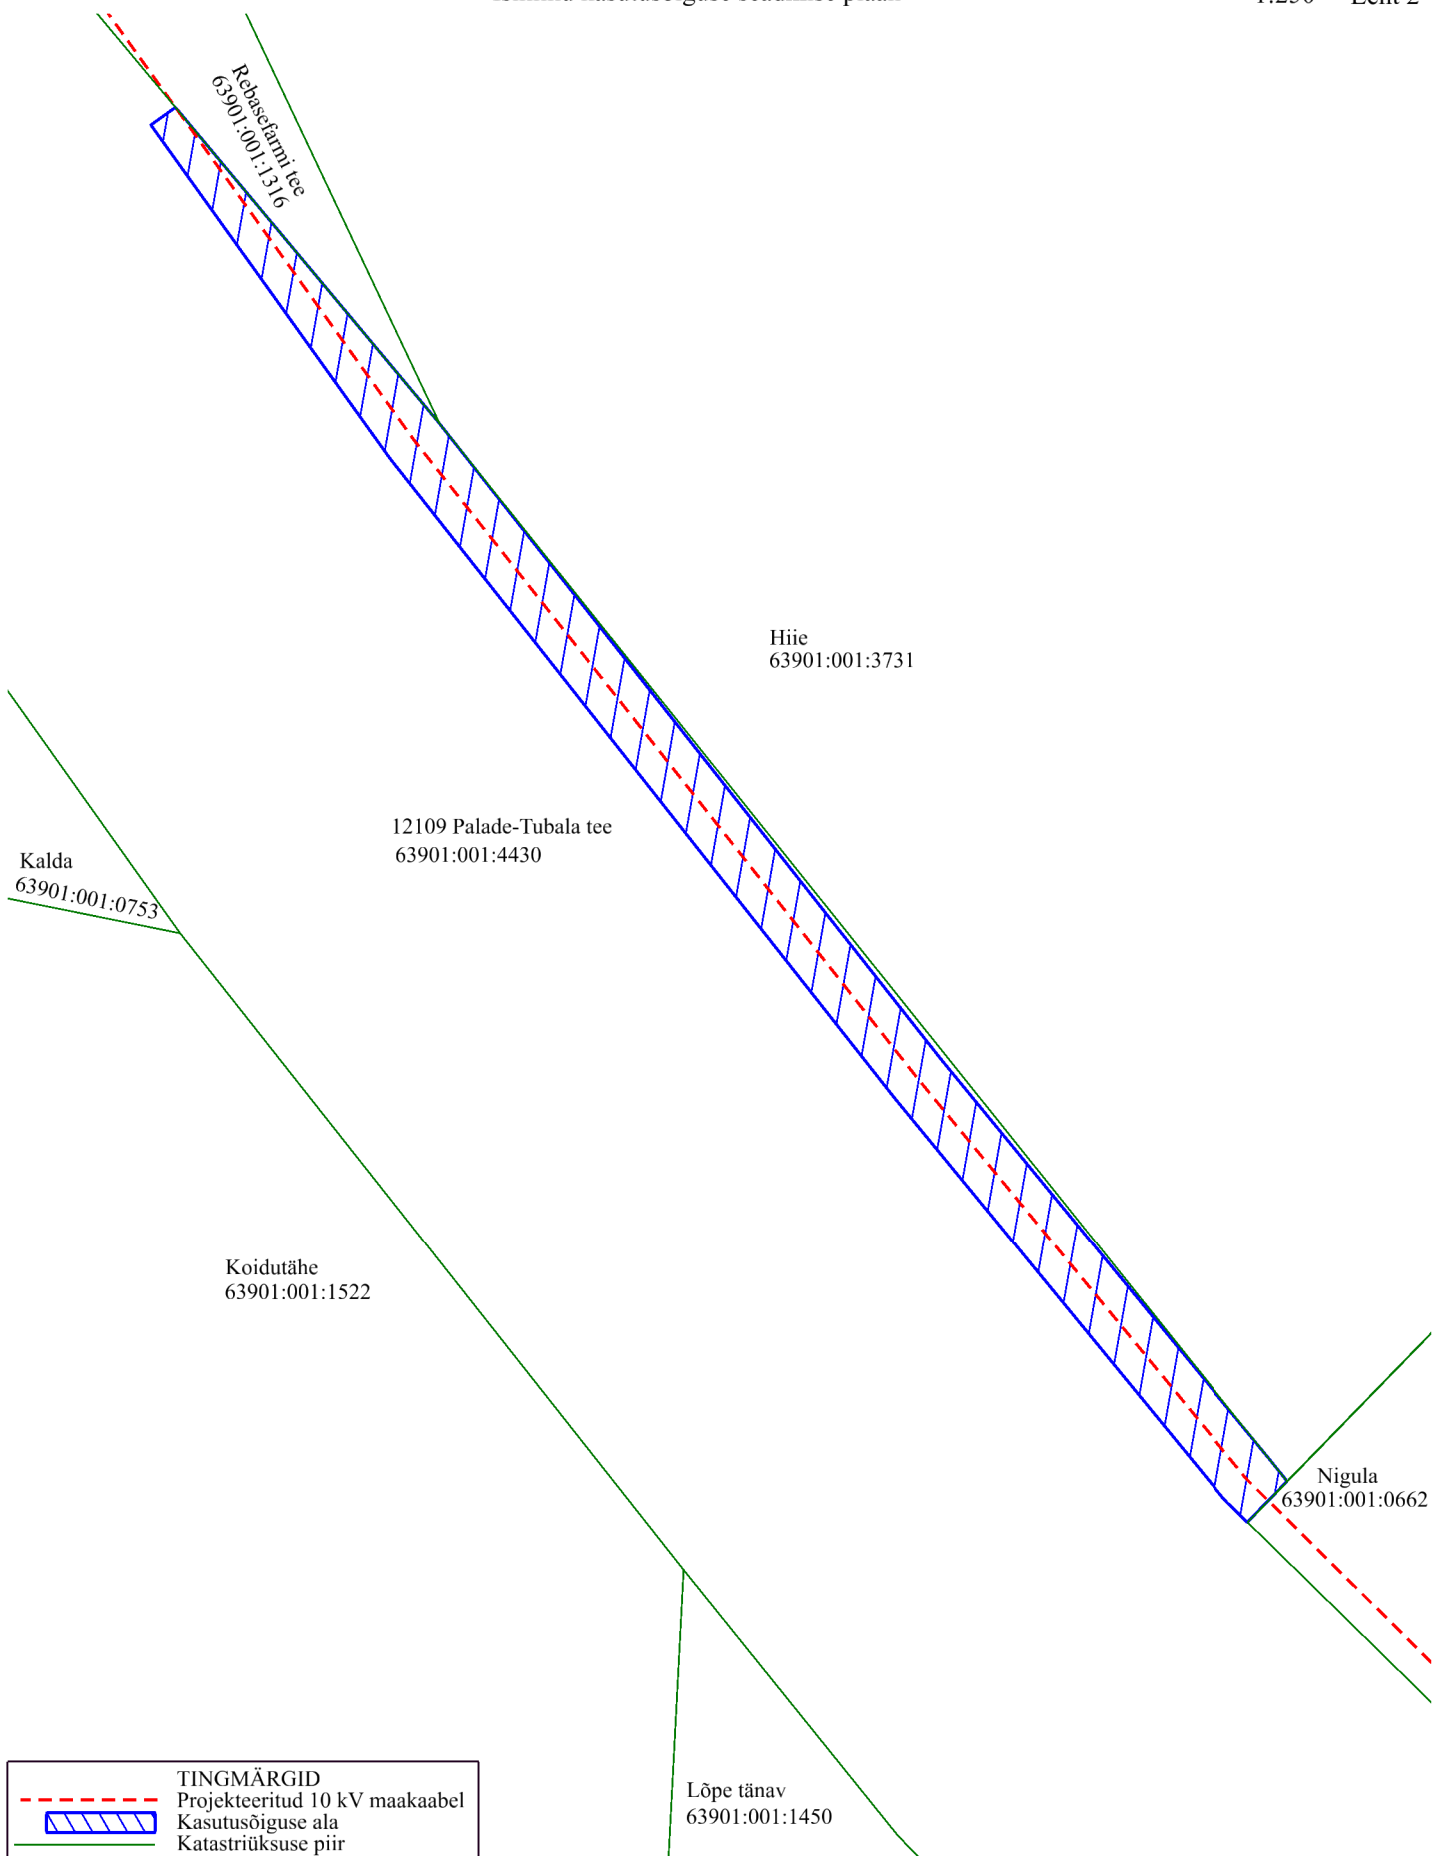 Rebasefarmi tee
63901:001:1316
Hiie
63901:001:3731
12109 Palade-Tubala tee
63901:001:4430
Kalda
63901:001:0753
Koidutähe
63901:001:1522
Nigula
63901:001:0662
Lõpe tänav
63901:001:1450
TINGMÄRGID
Projekteeritud 10 kV maakaabel
Kasutusõiguse ala
Katastriüksuse piir